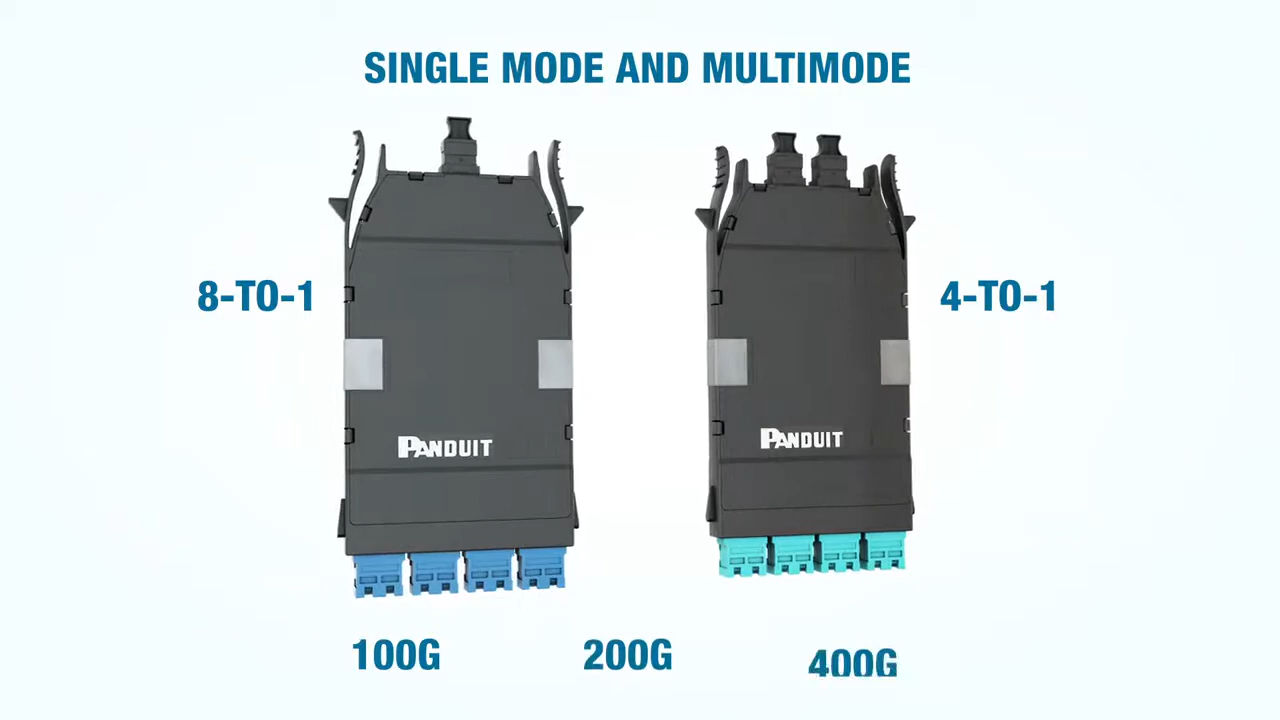 SINGLE MODE AND MULTIMODE
8-TO-1
4-TO-1
PANDUIT
PANDUIT
100G
200G
400G